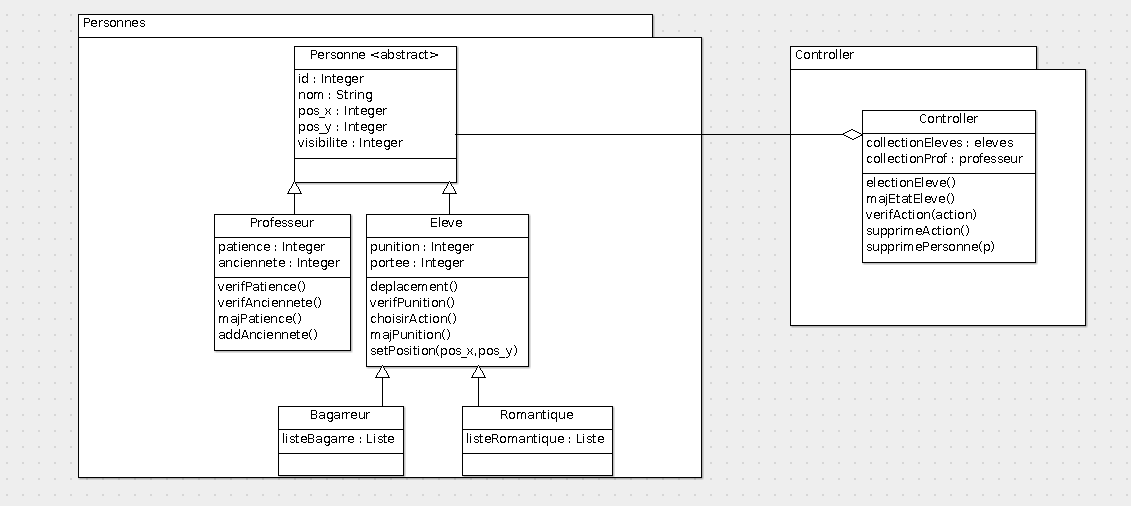 Personnes
Personne <abstract>
id : Integer
nom : String
pos_x : Integer
pos_y : Integer
visibilite : Integer
Professeur
patience : Integer
anciennete : Integer
verifPatience()
verifAnciennete()
majPatience()
addAnciennete()
Eleve
punition : Integer
portee : Integer
deplacement()
verifPunition()
choisirAction()
majPunition()
setPosition(pos_x,pos_y)
Bagarreur
listeBagarre : Liste
Romantique
listeRomantique : Liste
Controller
Controller
collectionEleves : eleves
collectionProf : professeur
electionEleve()
majEtatEleve()
verifAction(action)
supprimeAction()
supprimePersonne(p)